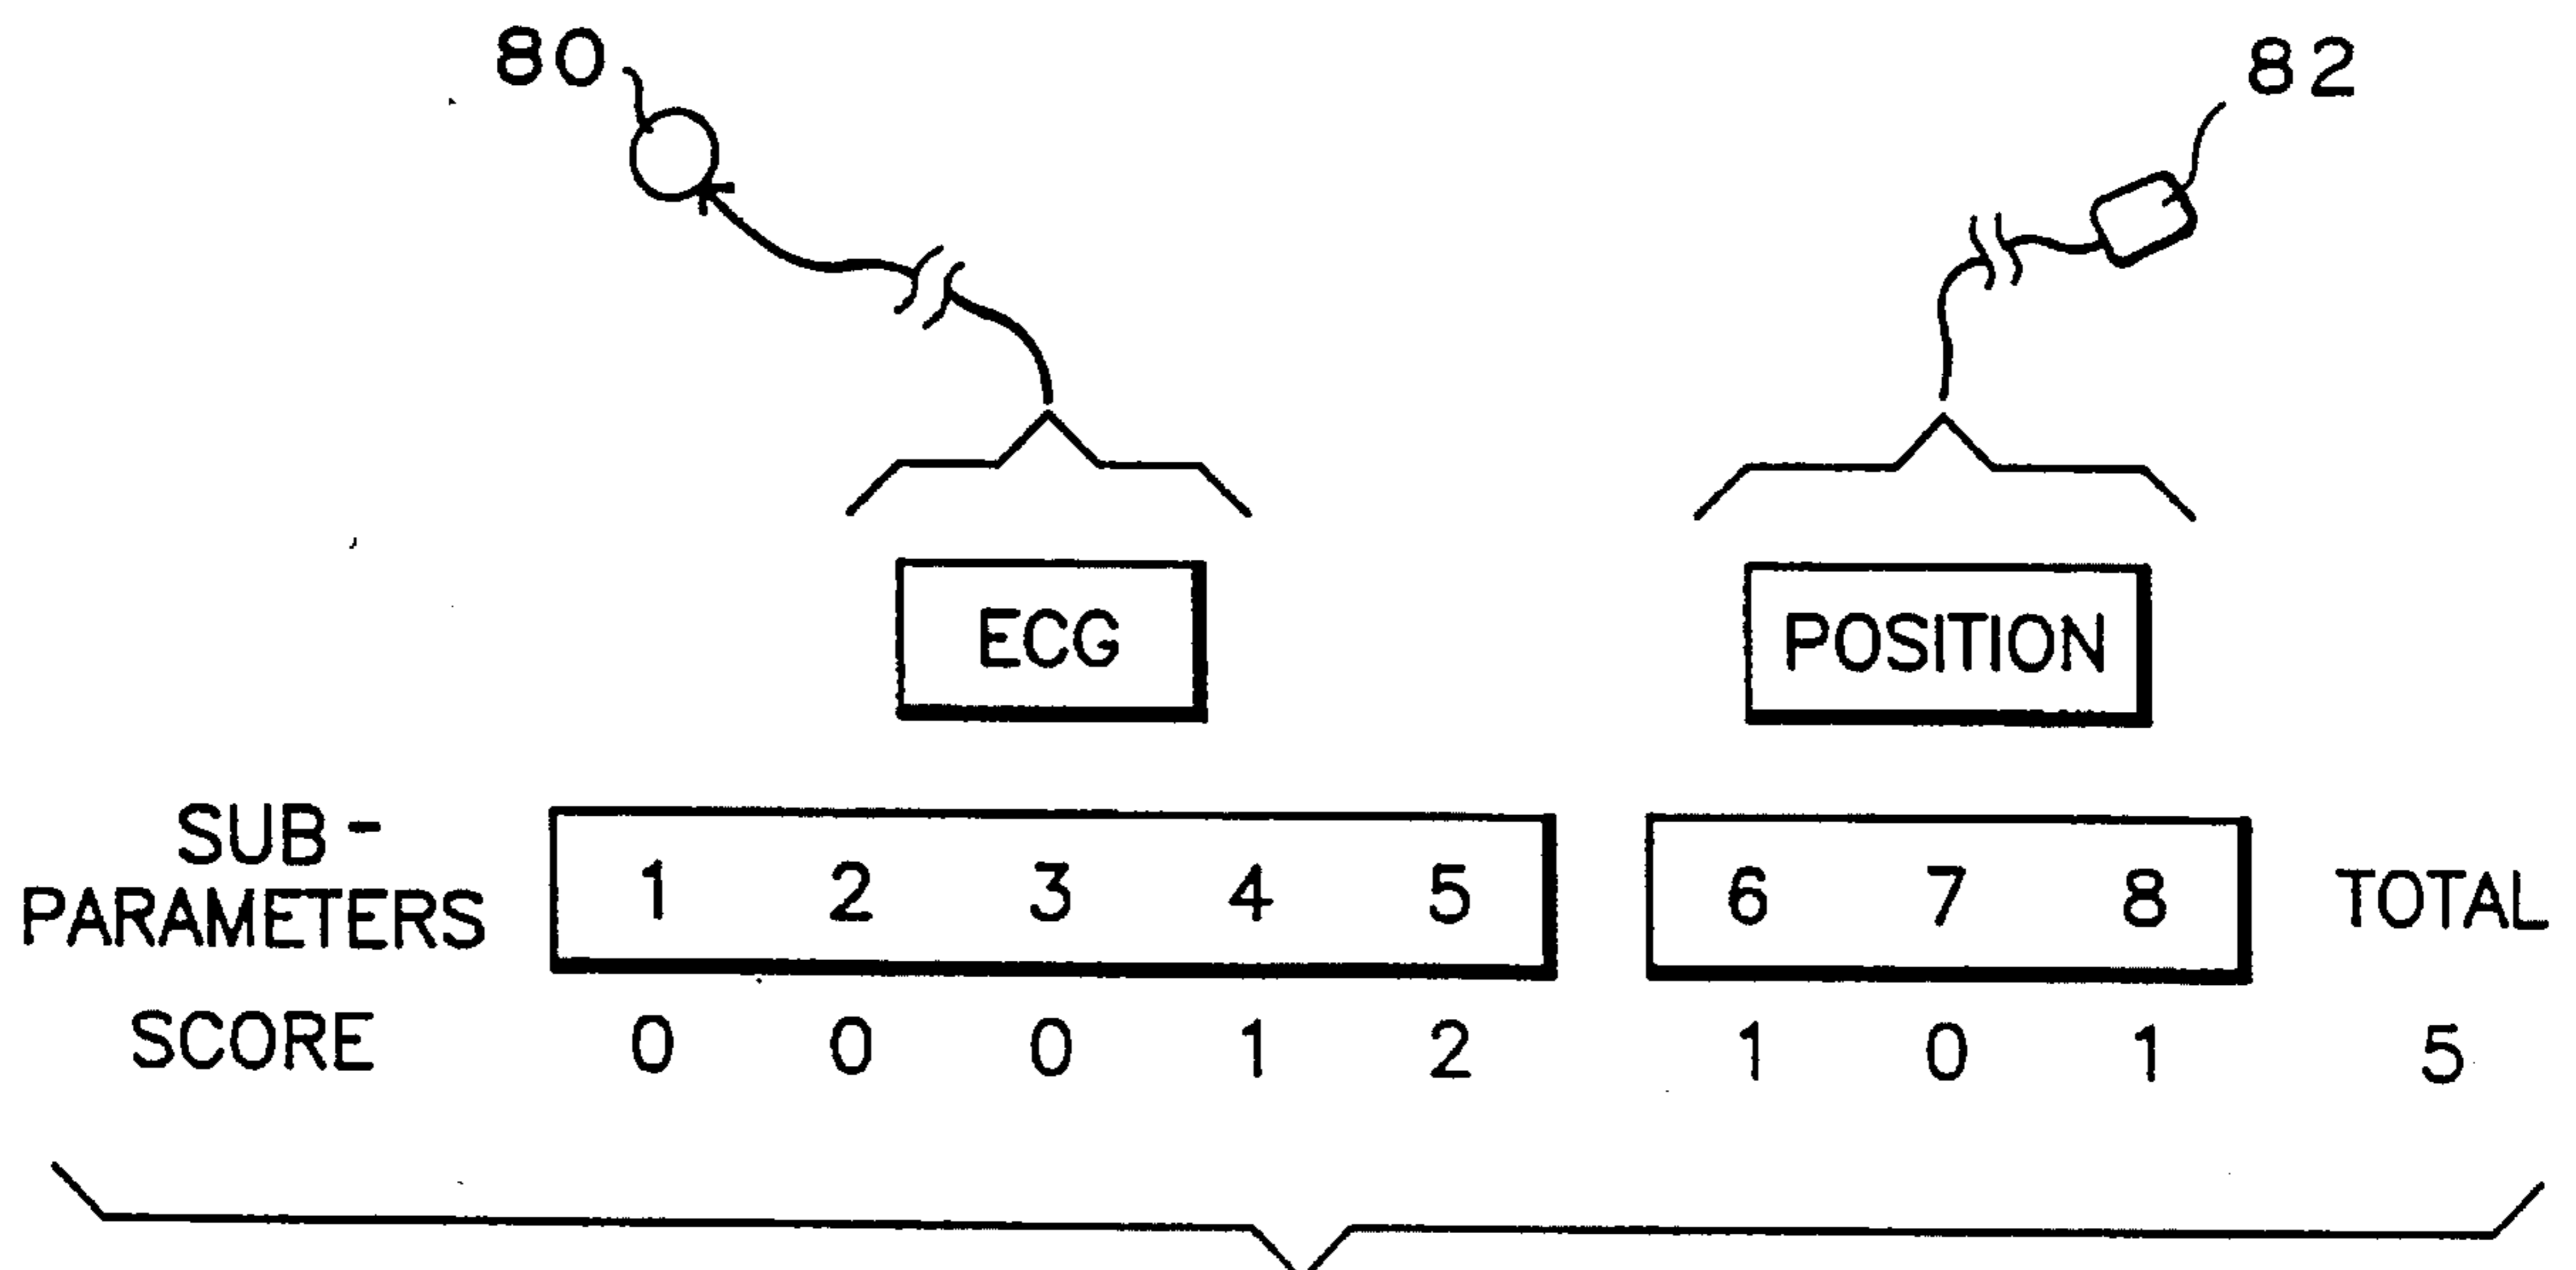 80
82
ECG
POSITION
SUB-
PARAMETERS 1 2 3 4 5 6 7 8 TOTAL
SCORE 0 0 0 1 2 1 0 1 5